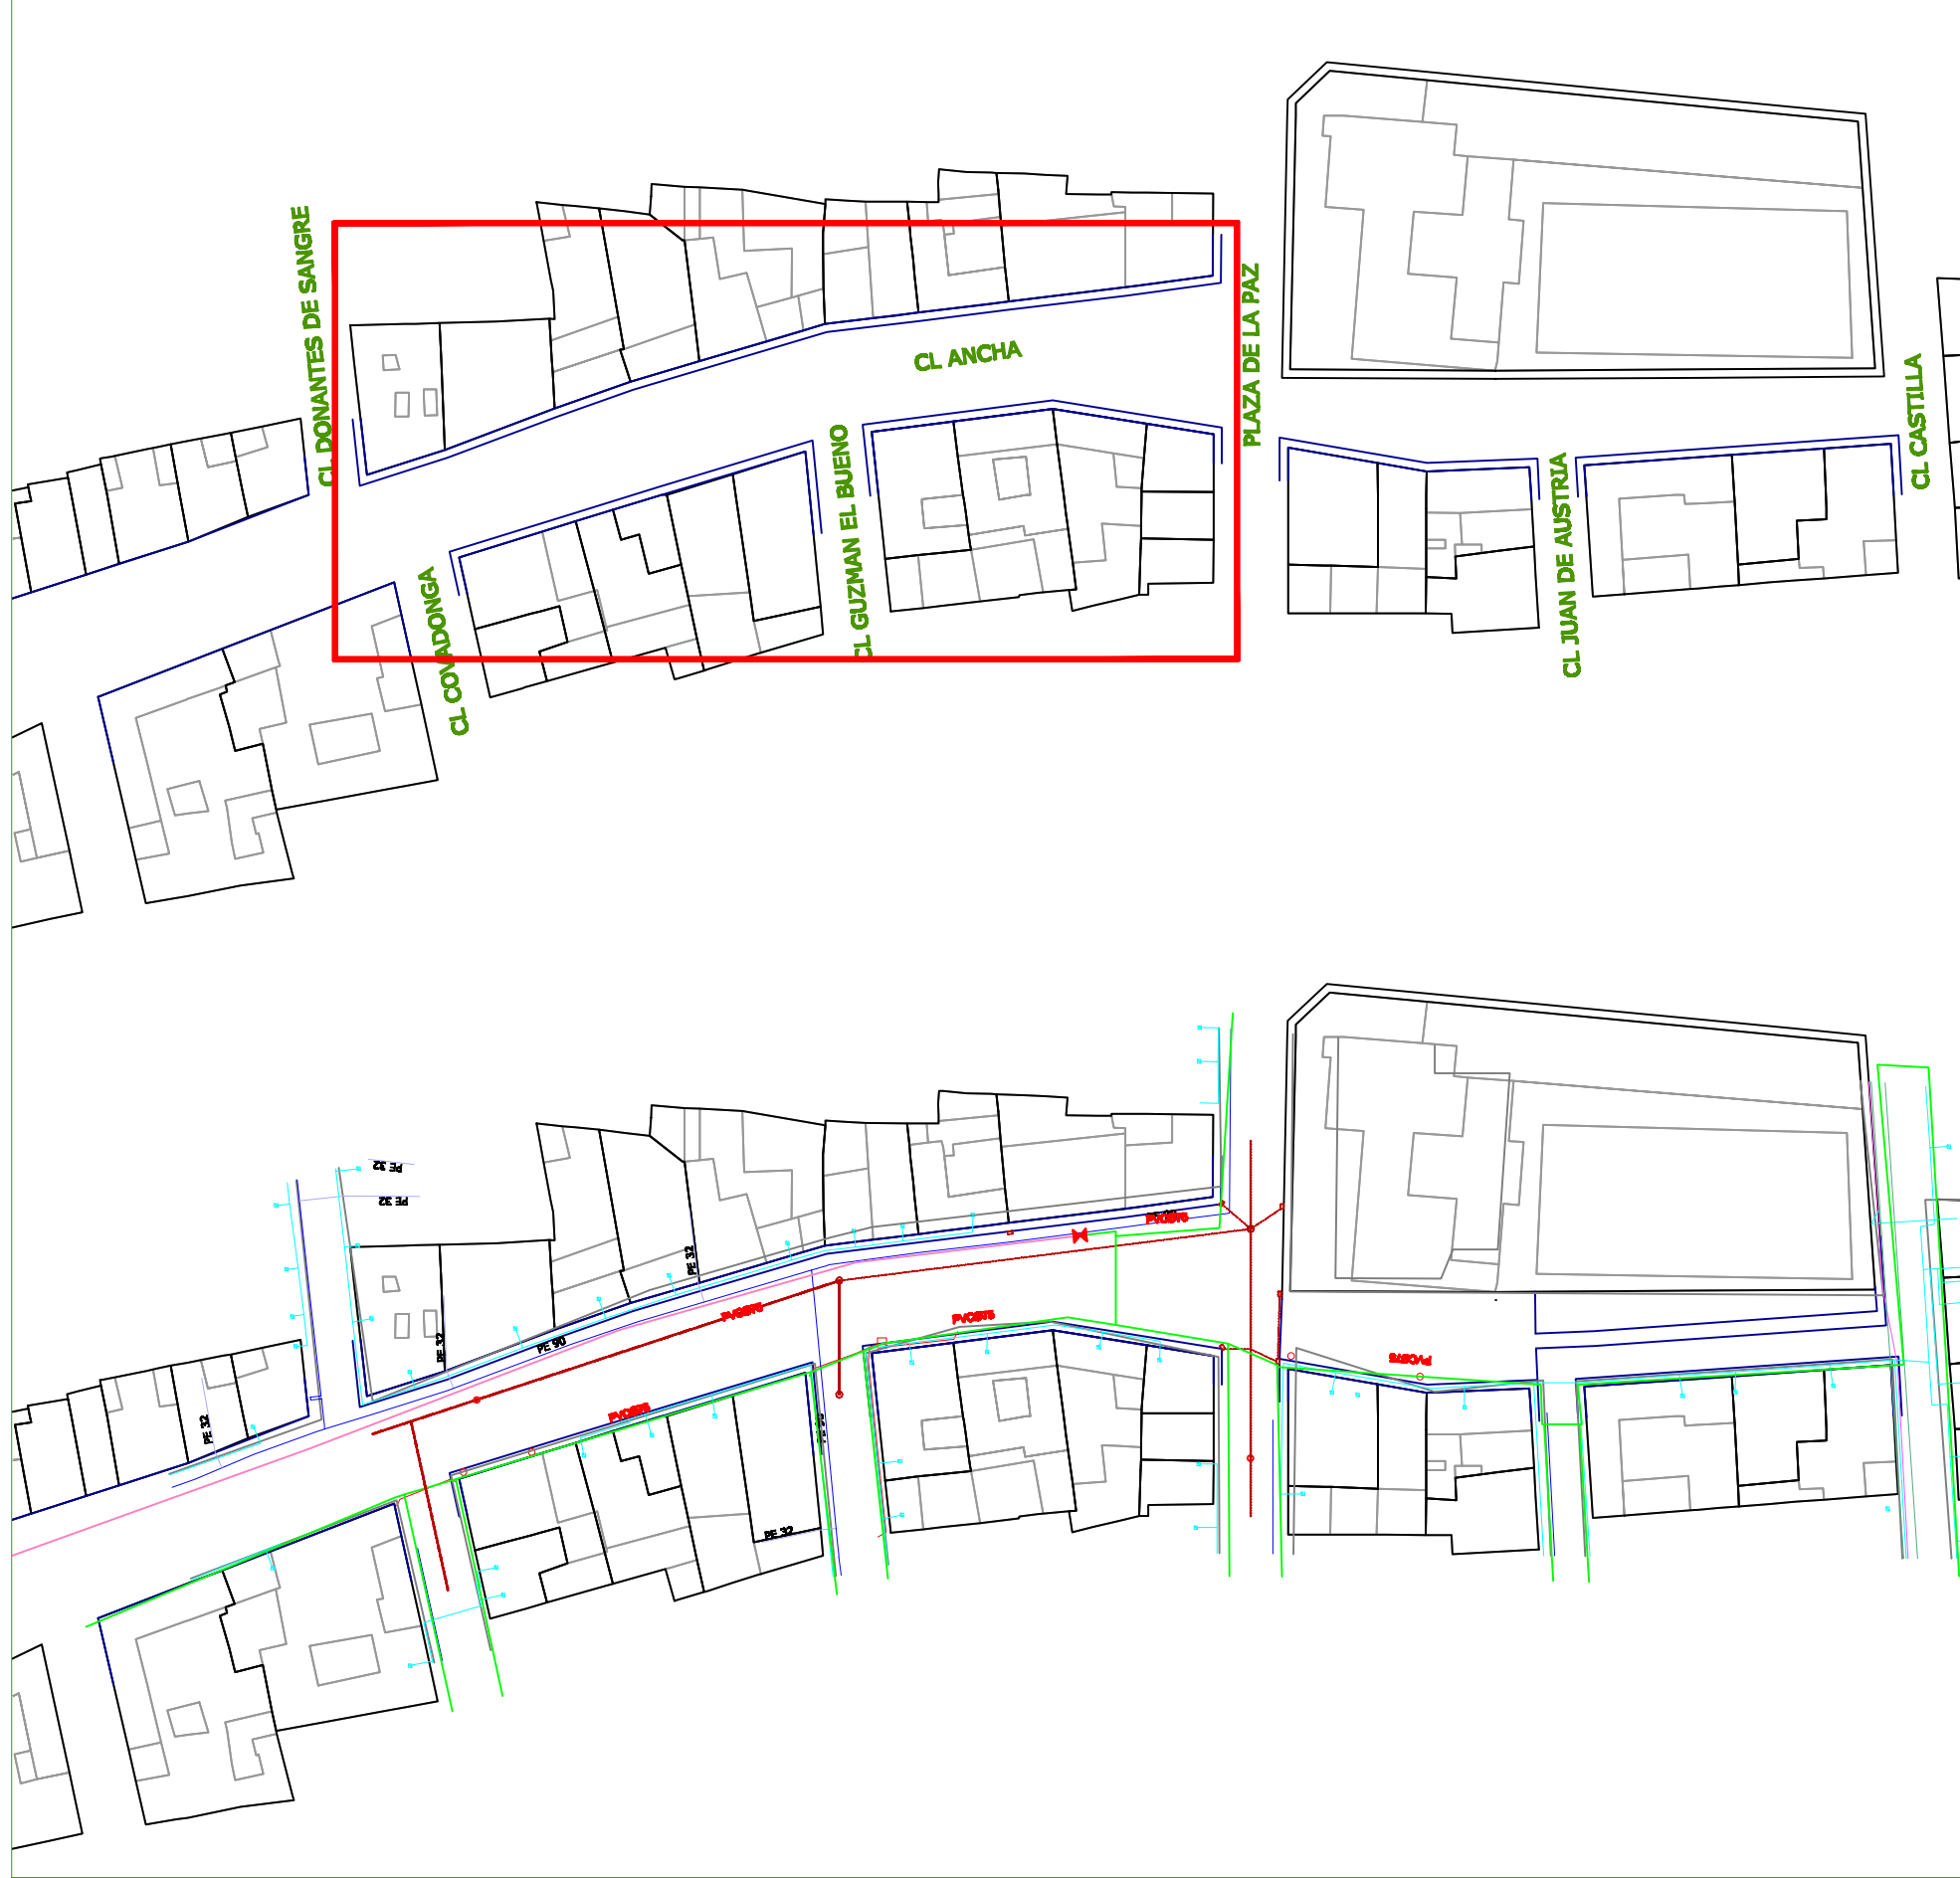 CL DONANTES DE SANGRE
CL ANCHA
PLAZA DE LA PAZ
CL CASTILLA
CL COVADONGA
CL GUZMAN EL BUENO
CL JUAN DE AUSTRIA
PE 32
PE 32
PE 32
PE 32
PE 32
PE 90
PE 32